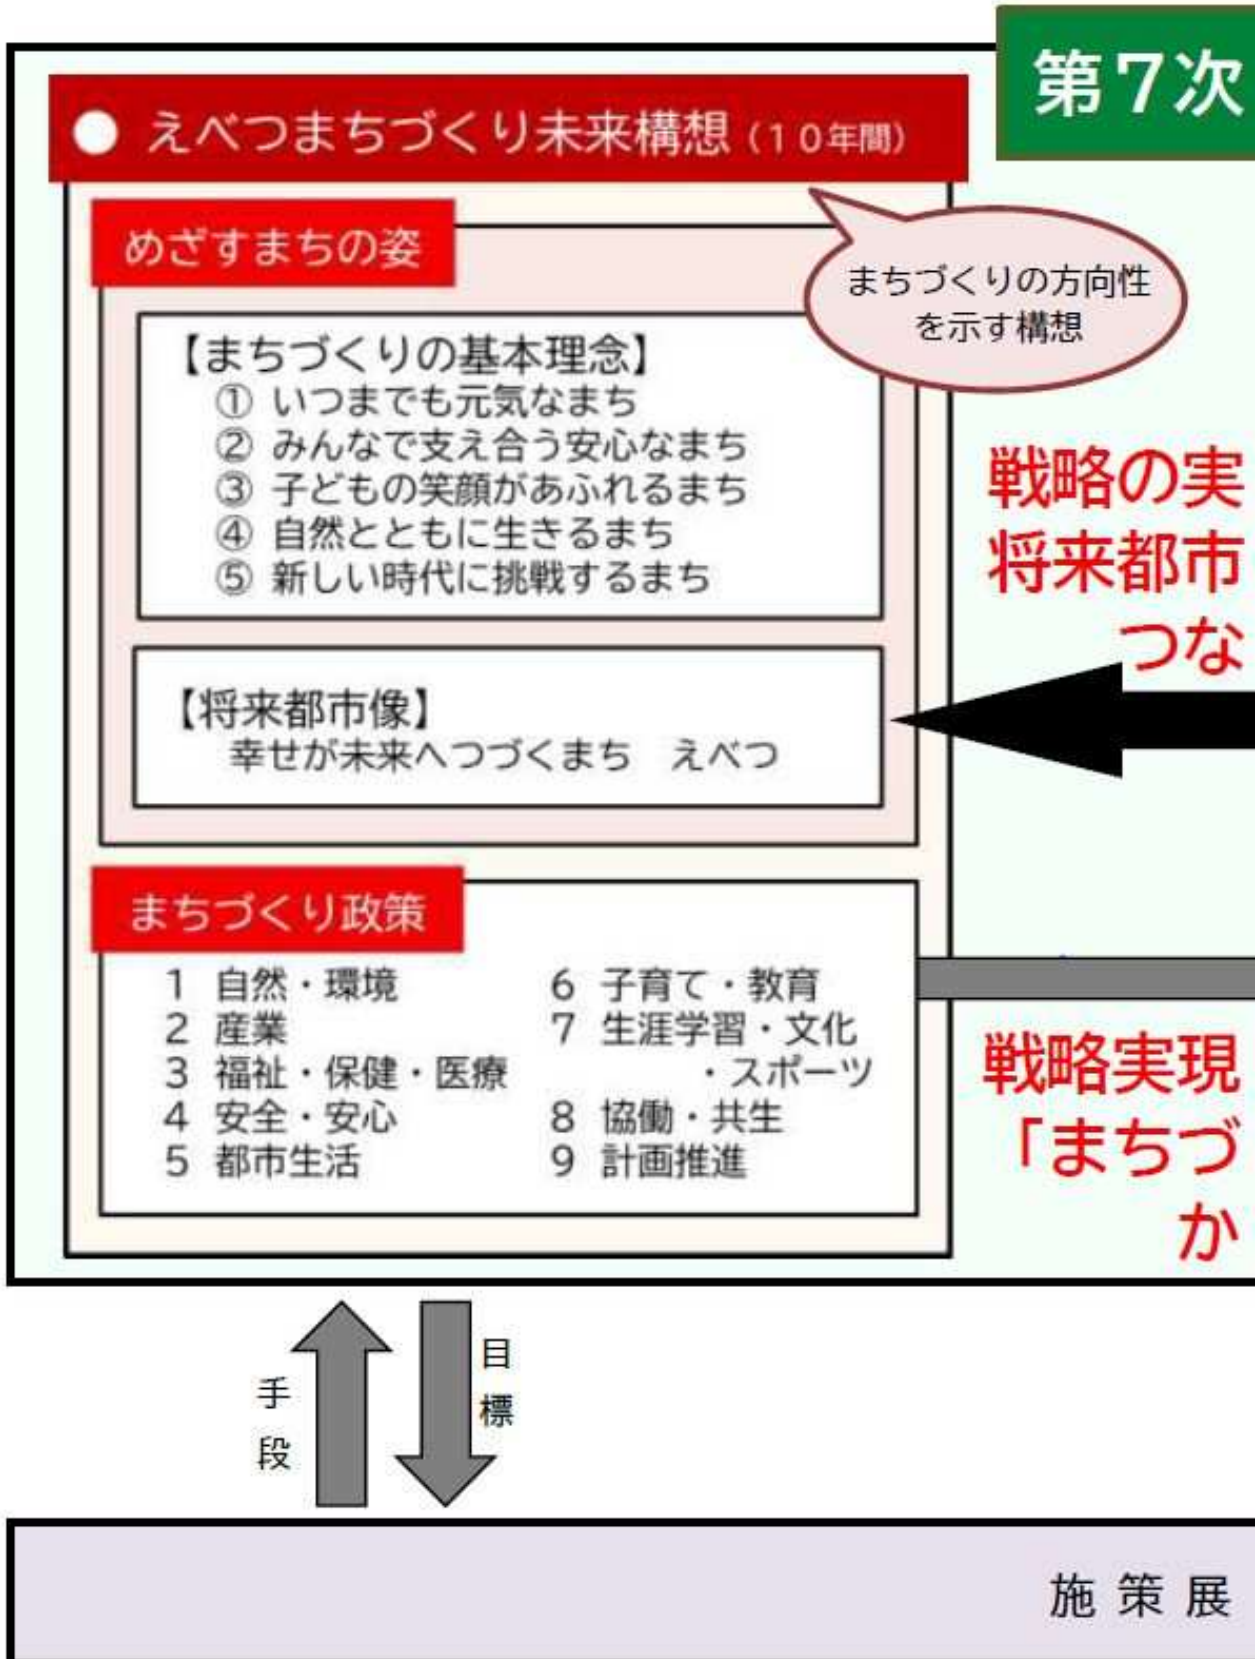 第7次
● えべつまちづくり未来構想（10年間）
めざすまちの姿
まちづくりの方向性
を示す構想
【まちづくりの基本理念】
① いつまでも元気なまち
② みんなで支え合う安心なまち
③ 子どもの笑顔があふれるまち
④ 自然とともに生きるまち
⑤ 新しい時代に挑戦するまち
【将来都市像】
幸せが未来へつづくまち　えべつ
戦略の実
将来都市
つな
まちづくり政策
1 自然・環境
2 産業
3 福祉・保健・医療
4 安全・安心
5 都市生活
6 子育て・教育
7 生涯学習・文化
・スポーツ
8 協働・共生
9 計画推進
戦略実現
「まちづ
か
手段
目標
施策展